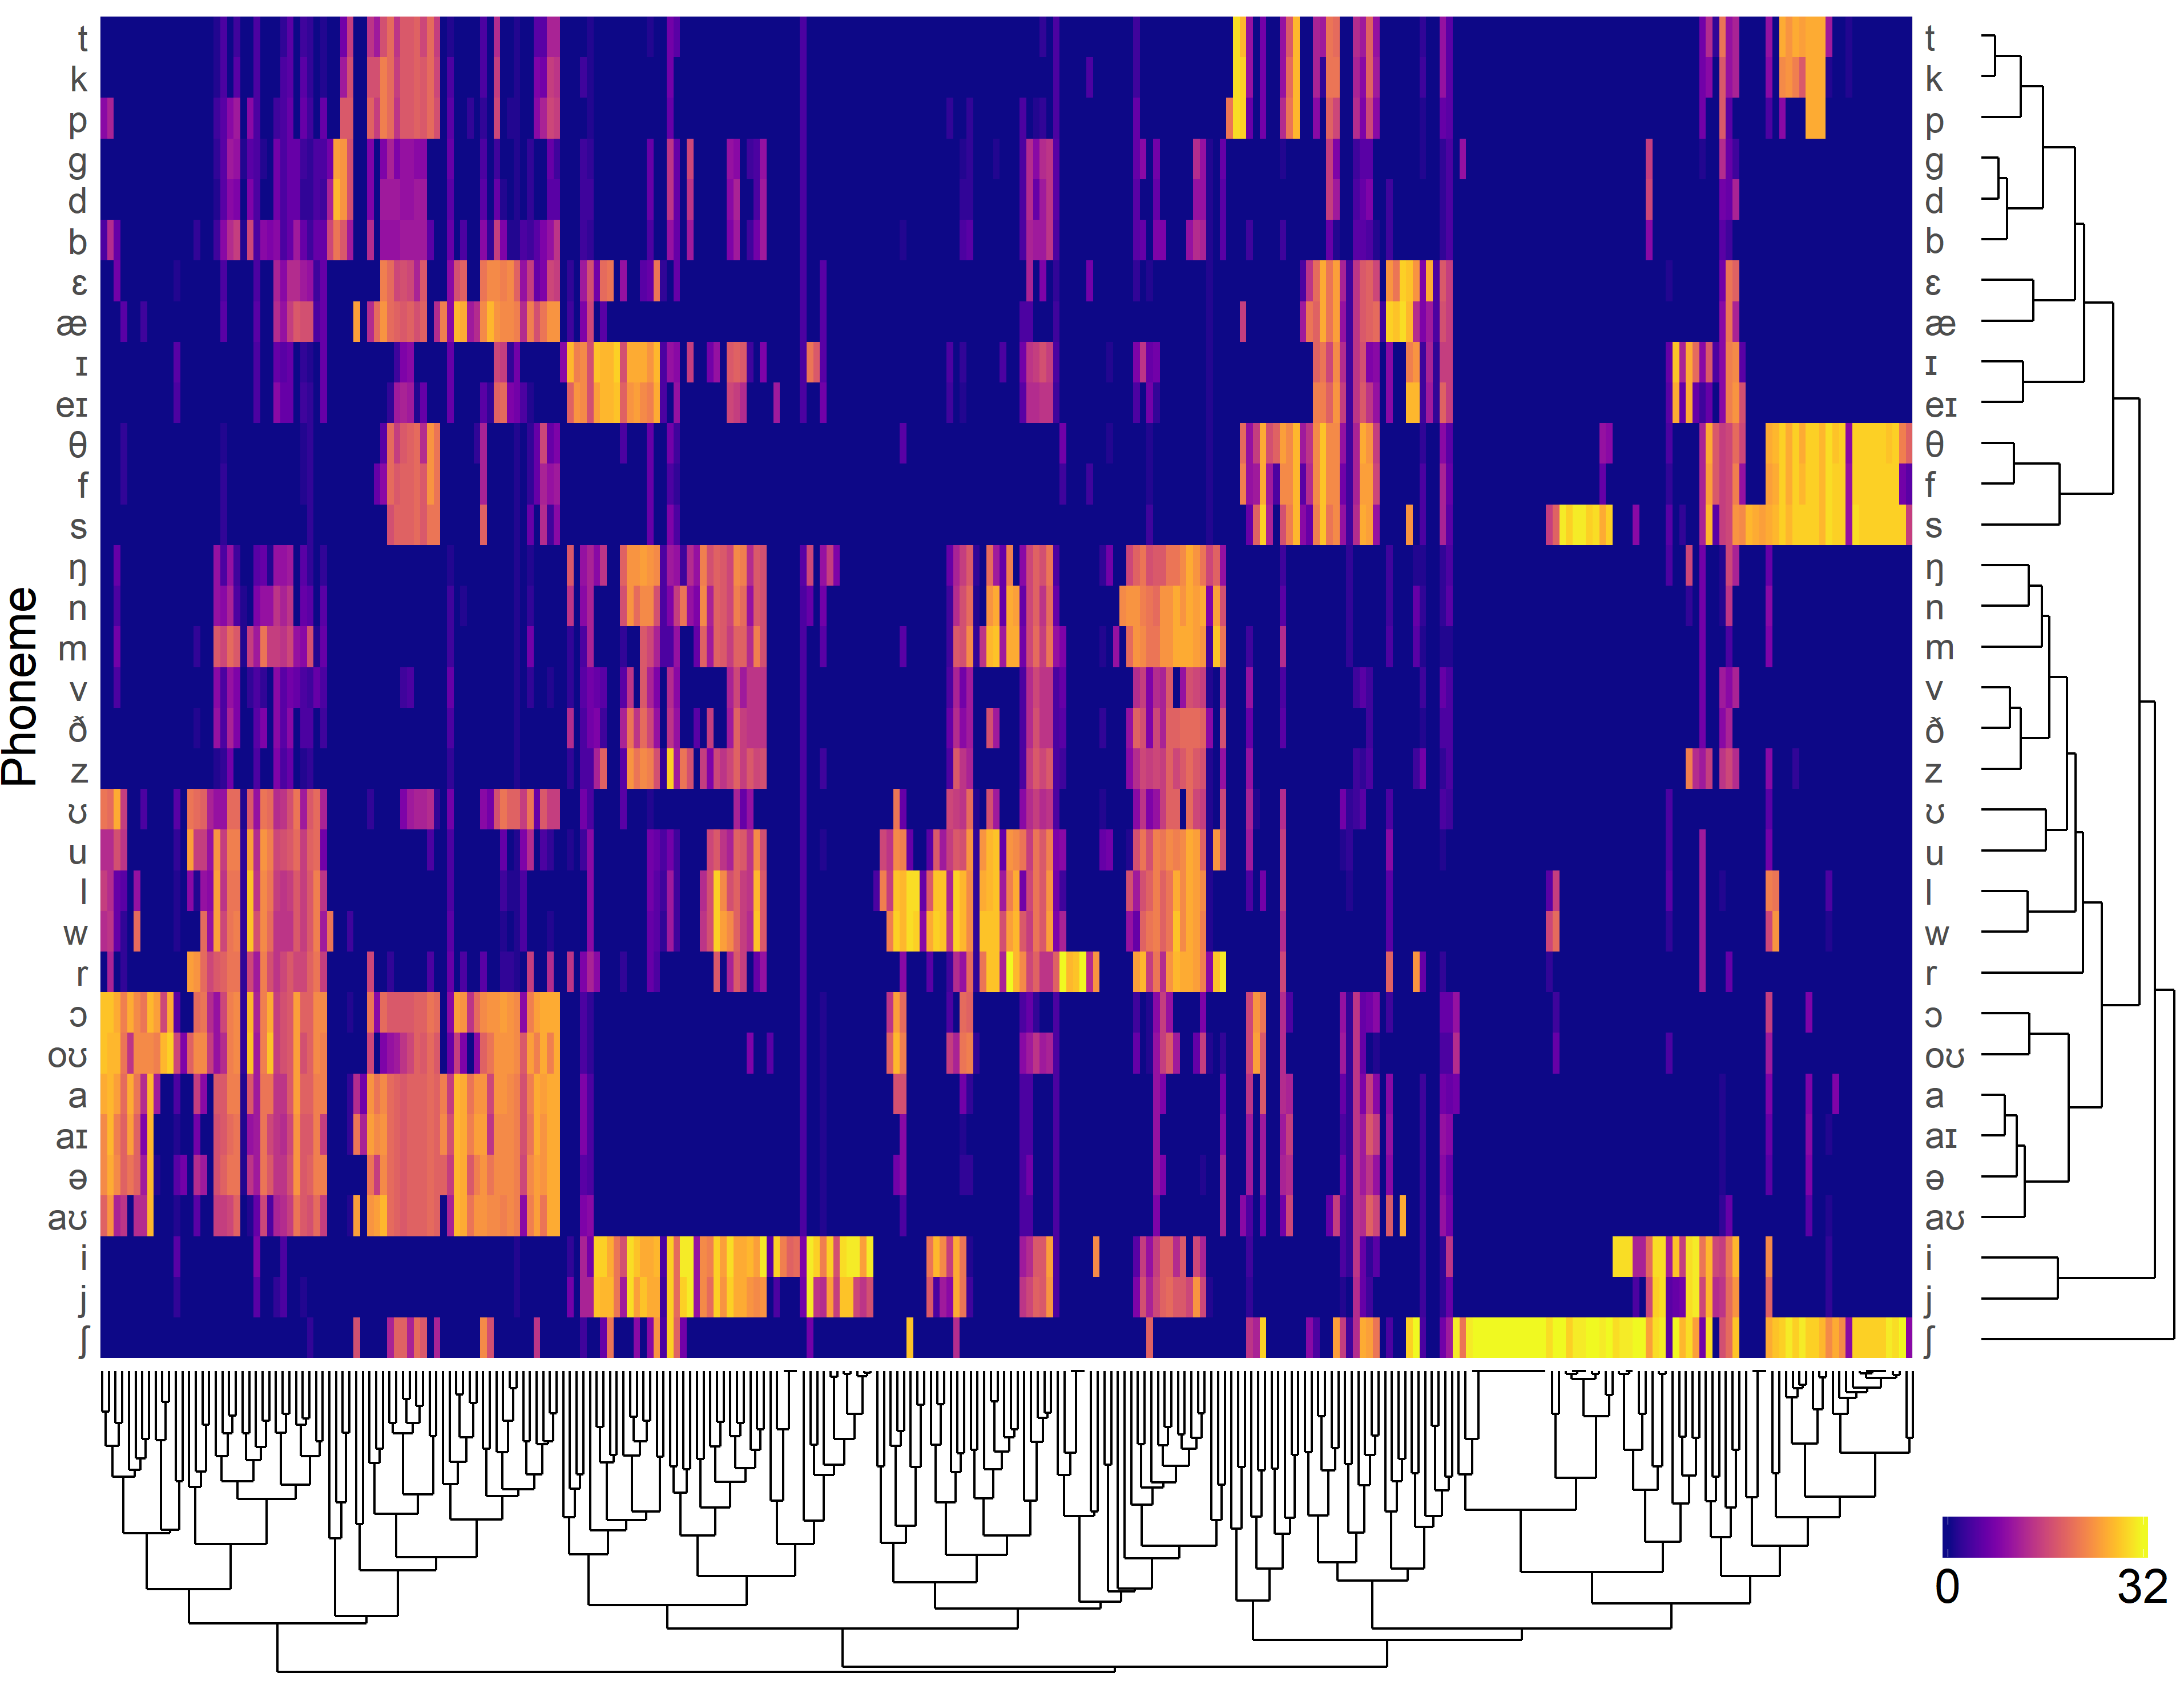 t t
k k
p p
g g
d d
b b
ɛ ɛ
æ æ
ɪ ɪ
eɪ eɪ
θ θ
f f
s s
ŋ ŋ
n n
m m
Phoneme
v v
ð ð
z z
ʊ ʊ
u u
l l
w w
r r
ɔ ɔ
oʊ oʊ
a a
aɪ aɪ
ə ə
aʊ aʊ
i i
j j
ʃ ʃ
0 32